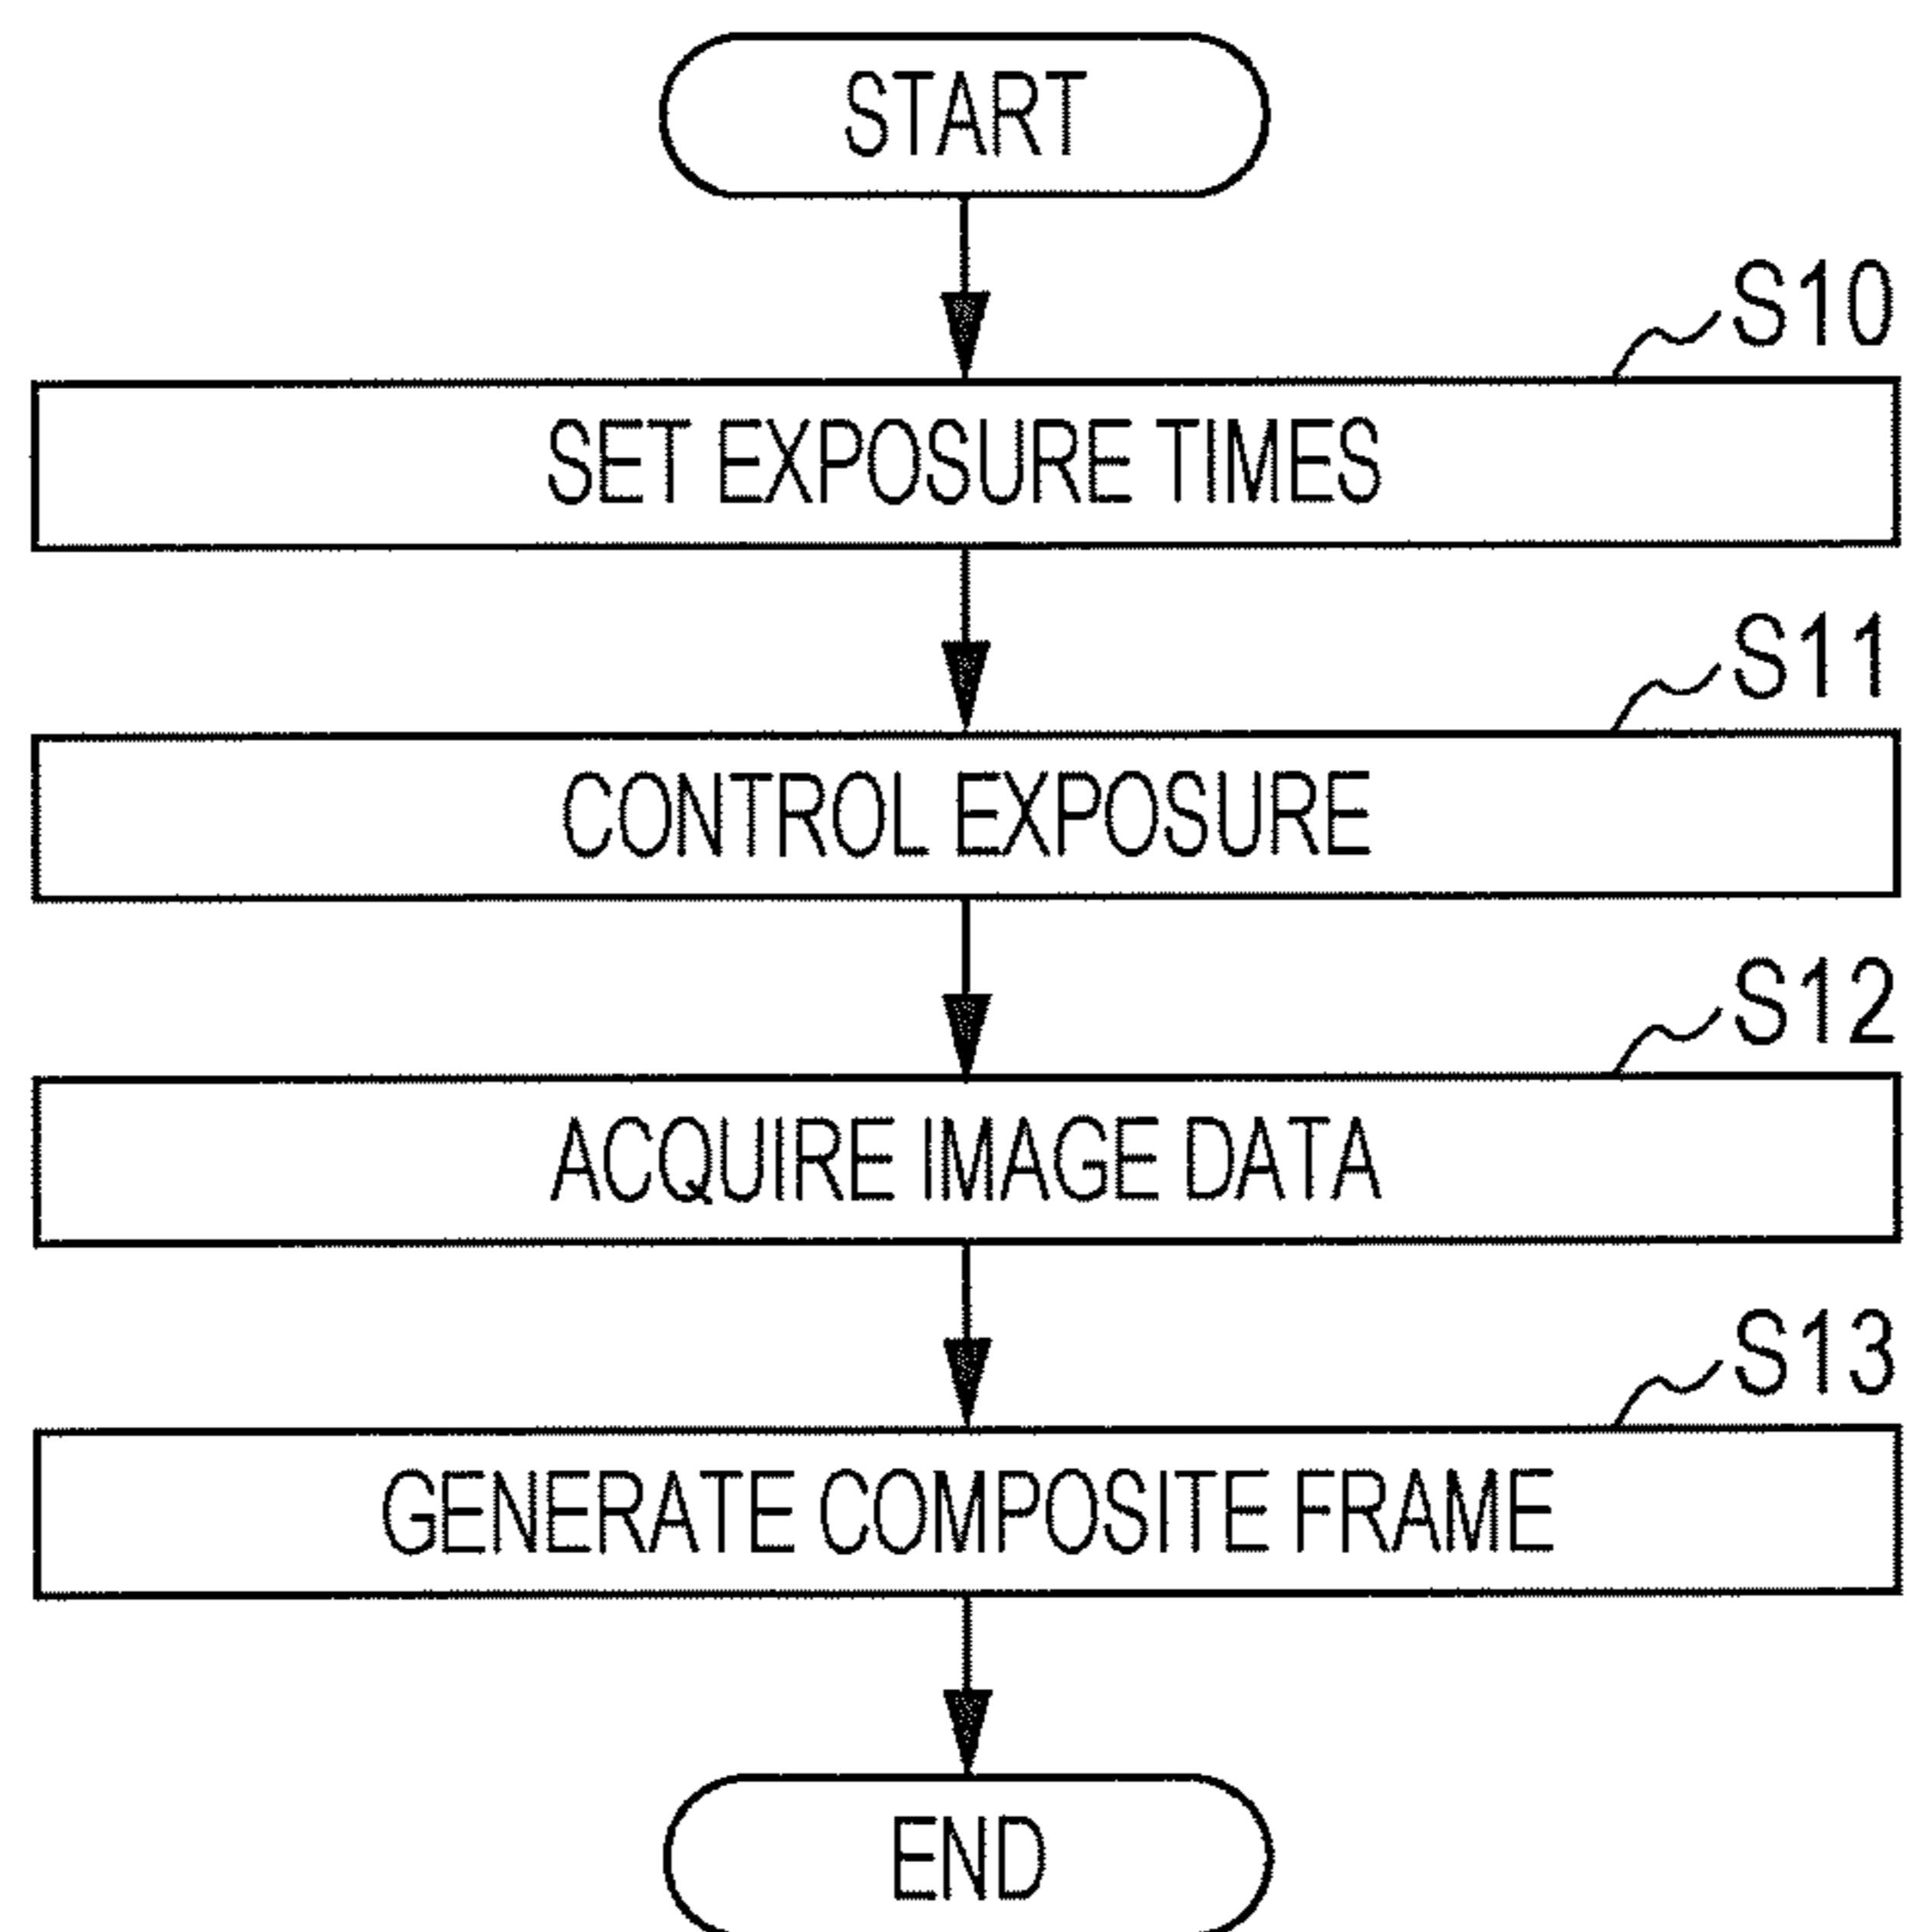 START
S10
SET EXPOSURE TIMES
S11
CONTROL EXPOSURE
S12
ACQUIRE IMAGE DATA
S13
GENERATE COMPOSITE FRAME
END